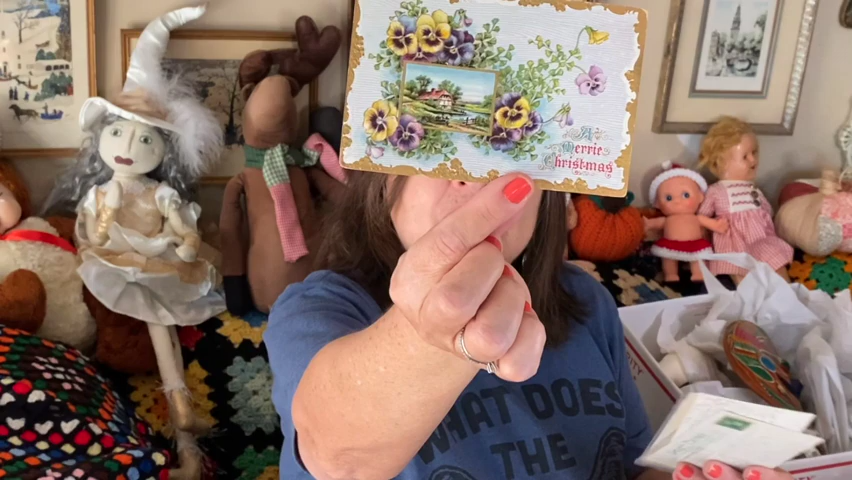 A
Merrie
Christmas
WHAT DOES
THE